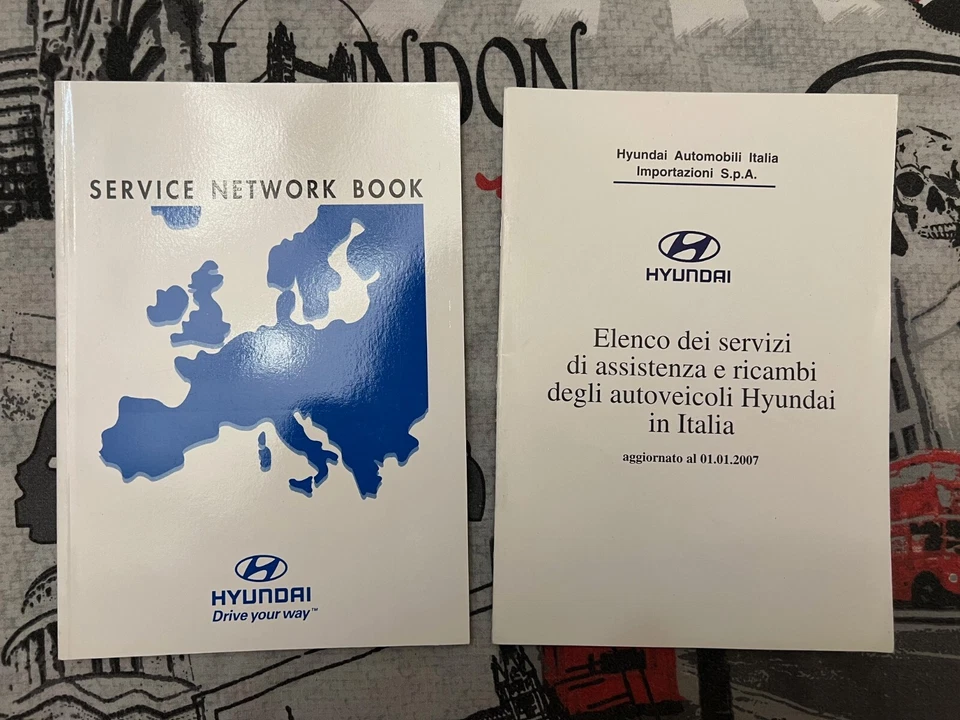 LONDON
SERVICE NETWORK BOOK
HYUNDAI
Drive your way™
Hyundai Automobili Italia
Importazioni S.p.A.
HYUNDAI
Elenco dei servizi
di assistenza e ricambi
degli autoveicoli Hyundai
in Italia
aggiornato al 01.01.2007